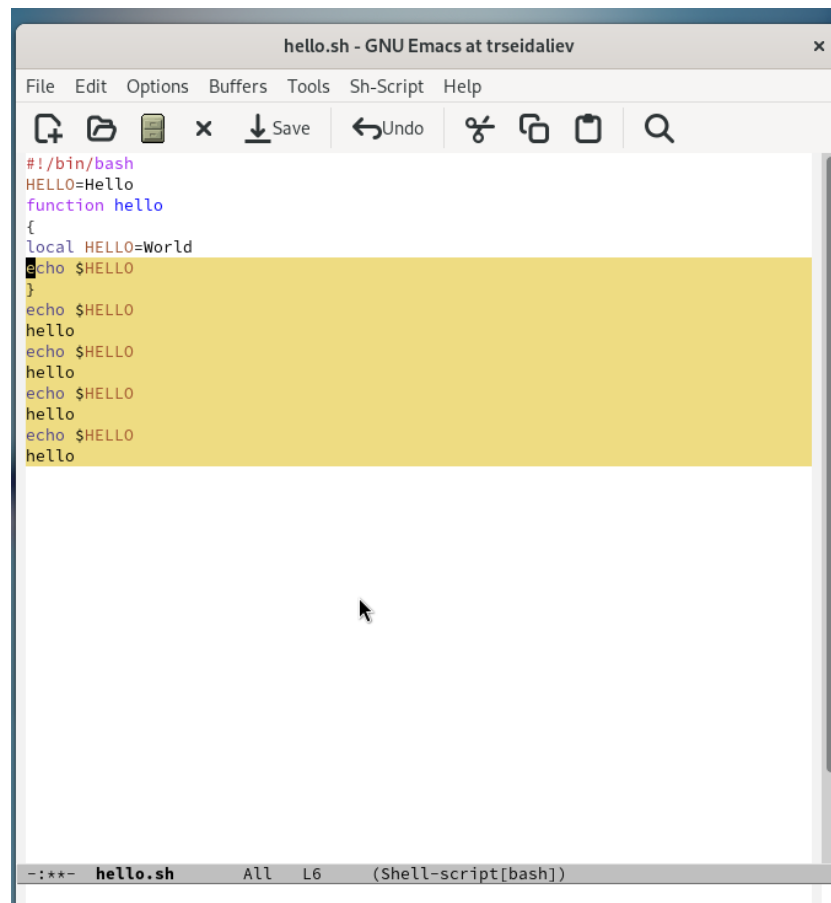 hello.sh - GNU Emacs at trseidaliev ×
File Edit Options Buffers Tools Sh-Script Help
Save Undo
#!/bin/bash
HELLO=Hello
function hello
{
local HELLO=World
echo $HELLO
}
echo $HELLO
hello
echo $HELLO
hello
echo $HELLO
hello
echo $HELLO
hello
-:**- hello.sh All L6 (Shell-script[bash])